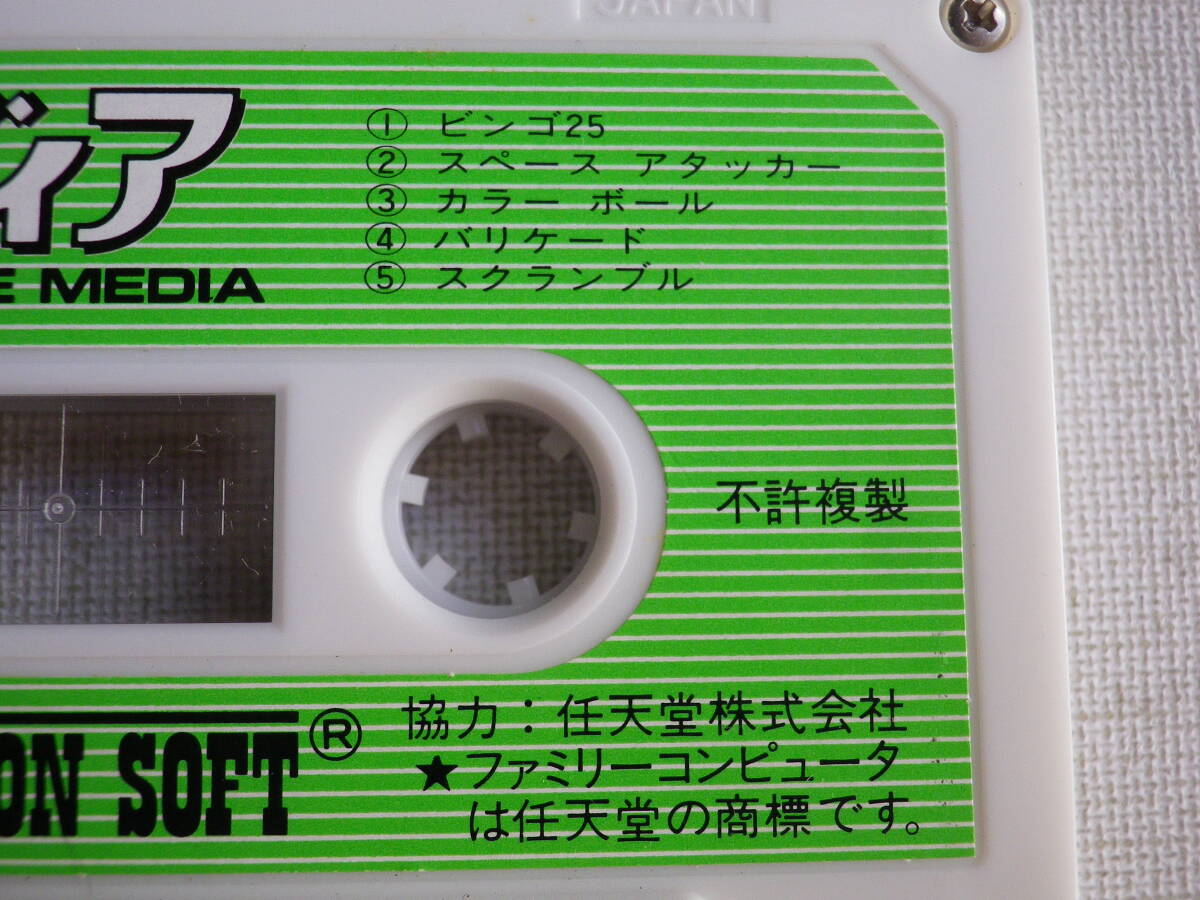 JAPAN
ディア
E MEDIA
① ビンゴ25
② スペース アタッカー
③ カラー ボール
④ バリケード
⑤ スクランブル
不許複製
ON SOFT®
協力：任天堂株式会社
★ファミリーコンピュータ
は任天堂の商標です。